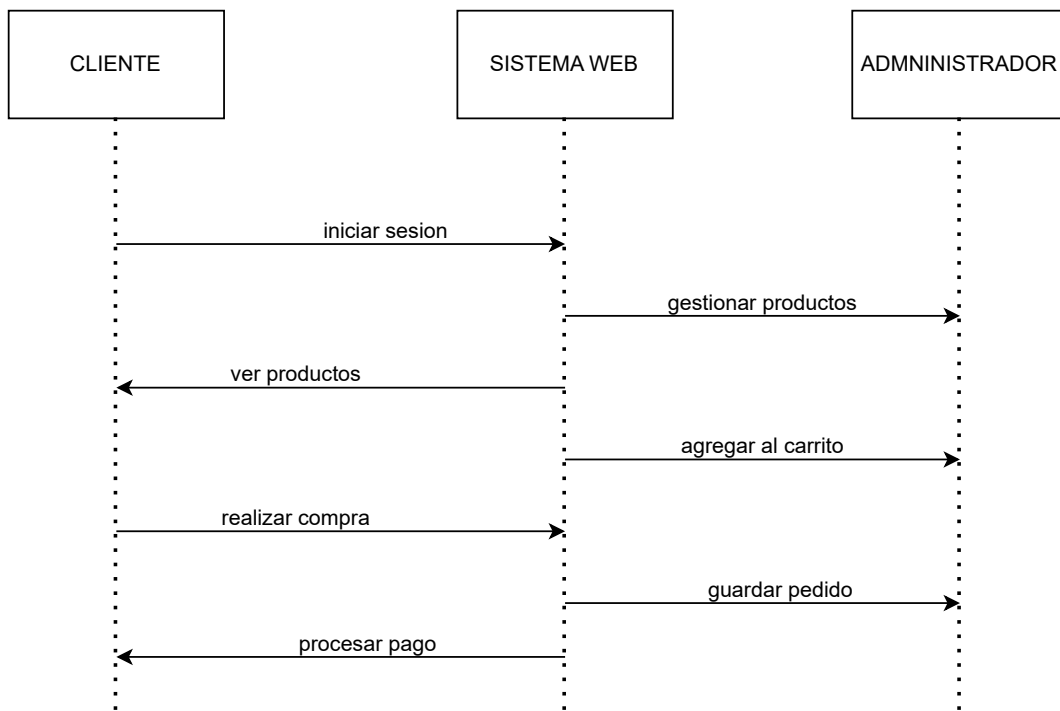 CLIENTE
SISTEMA WEB
ADMNINISTRADOR
iniciar sesion
gestionar productos
ver productos
agregar al carrito
realizar compra
guardar pedido
procesar pago